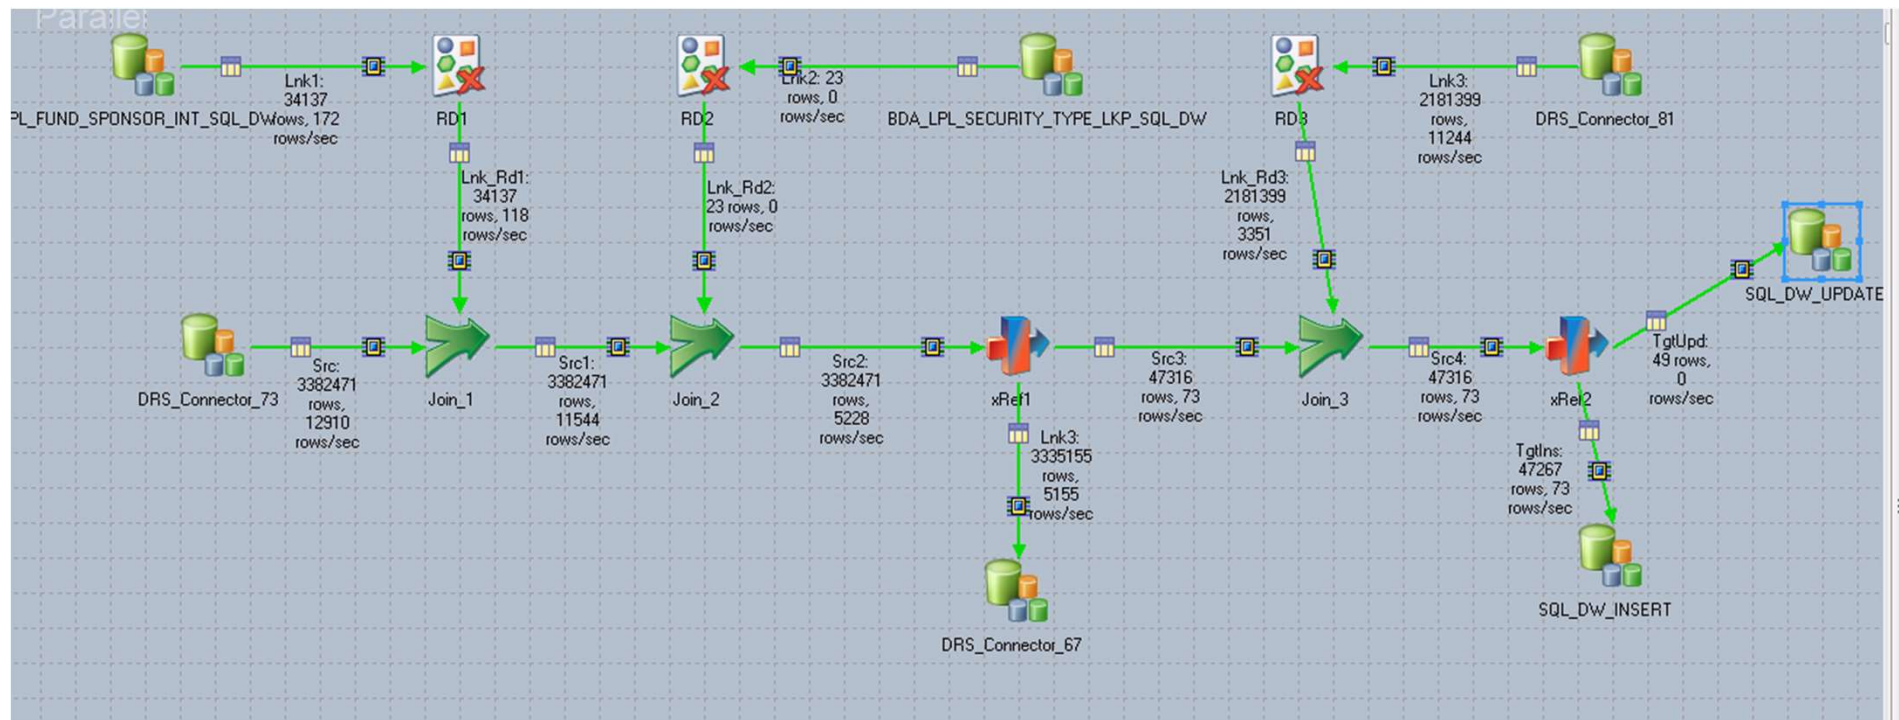 Parallel
Lnk1:
34137
rows, 172
rows/sec
PL_FUND_SPONSOR_INT_SQL_DW
RD1
RD2
Lnk2: 23
rows, 0
rows/sec
BDA_LPL_SECURITY_TYPE_LKP_SQL_DW
RD3
Lnk3:
2181399
rows,
11244
rows/sec
DRS_Connector_81
Lnk_Rd1:
34137
rows, 118
rows/sec
Lnk_Rd2:
23 rows, 0
rows/sec
Lnk_Rd3:
2181399
rows,
3351
rows/sec
SQL_DW_UPDATE
DRS_Connector_73
Src:
3382471
rows,
12910
rows/sec
Join_1
Src1:
3382471
rows,
11544
rows/sec
Join_2
Src2:
3382471
rows,
5228
rows/sec
xRef1
Src3:
47316
rows, 73
rows/sec
Join_3
Src4:
47316
rows, 73
rows/sec
xRef2
TgtUpd:
49 rows,
0
rows/sec
Lnk3:
3335155
rows,
5155
rows/sec
TgtIns:
47267
rows, 73
rows/sec
DRS_Connector_67
SQL_DW_INSERT